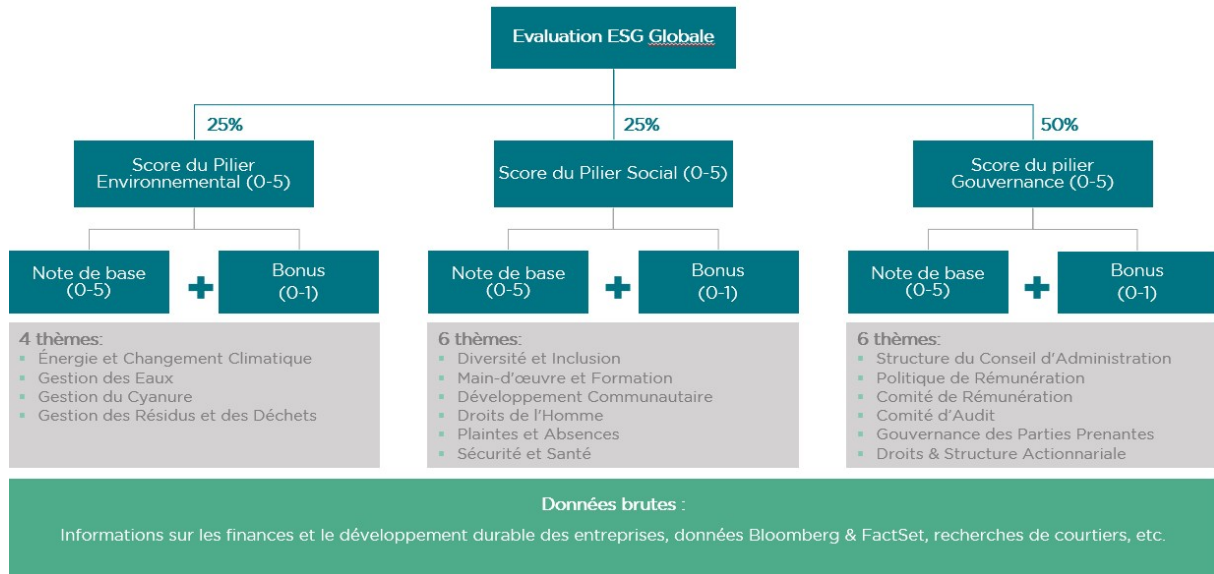 Evaluation ESG Globale
25%
25%
50%
Score du Pilier
Environnemental (0-5)
Score du Pilier Social (0-5)
Score du pilier
Gouvernance (0-5)
Note de base
(0-5)
+
Bonus
(0-1)
Note de base
(0-5)
+
Bonus
(0-1)
Note de base
(0-5)
+
Bonus
(0-1)
4 thèmes:
▪ Énergie et Changement Climatique
▪ Gestion des Eaux
▪ Gestion du Cyanure
▪ Gestion des Résidus et des Déchets
6 thèmes:
▪ Diversité et Inclusion
▪ Main-d'œuvre et Formation
▪ Développement Communautaire
▪ Droits de l'Homme
▪ Plaintes et Absences
▪ Sécurité et Santé
6 thèmes:
▪ Structure du Conseil d'Administration
▪ Politique de Rémunération
▪ Comité de Rémunération
▪ Comité d'Audit
▪ Gouvernance des Parties Prenantes
▪ Droits & Structure Actionnariale
Données brutes :
Informations sur les finances et le développement durable des entreprises, données Bloomberg & FactSet, recherches de courtiers, etc.